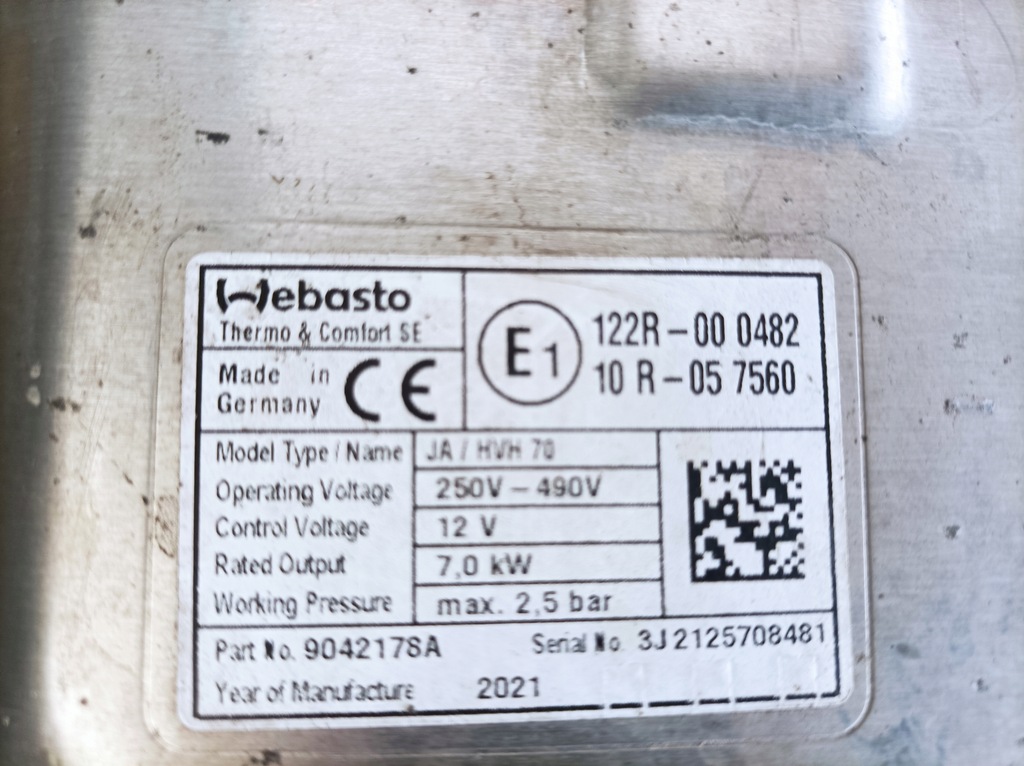 Webasto
Thermo & Comfort SE
Made in
Germany
CE
E1
122R-00 0482
10 R-05 7560
Model Type / Name JA / HVH 70
Operating Voltage 250V - 490V
Control Voltage 12 V
Rated Output 7,0 kW
Working Pressure max. 2,5 bar
Part No. 9042178A Serial No. 3J2125708481
Year of Manufacture 2021